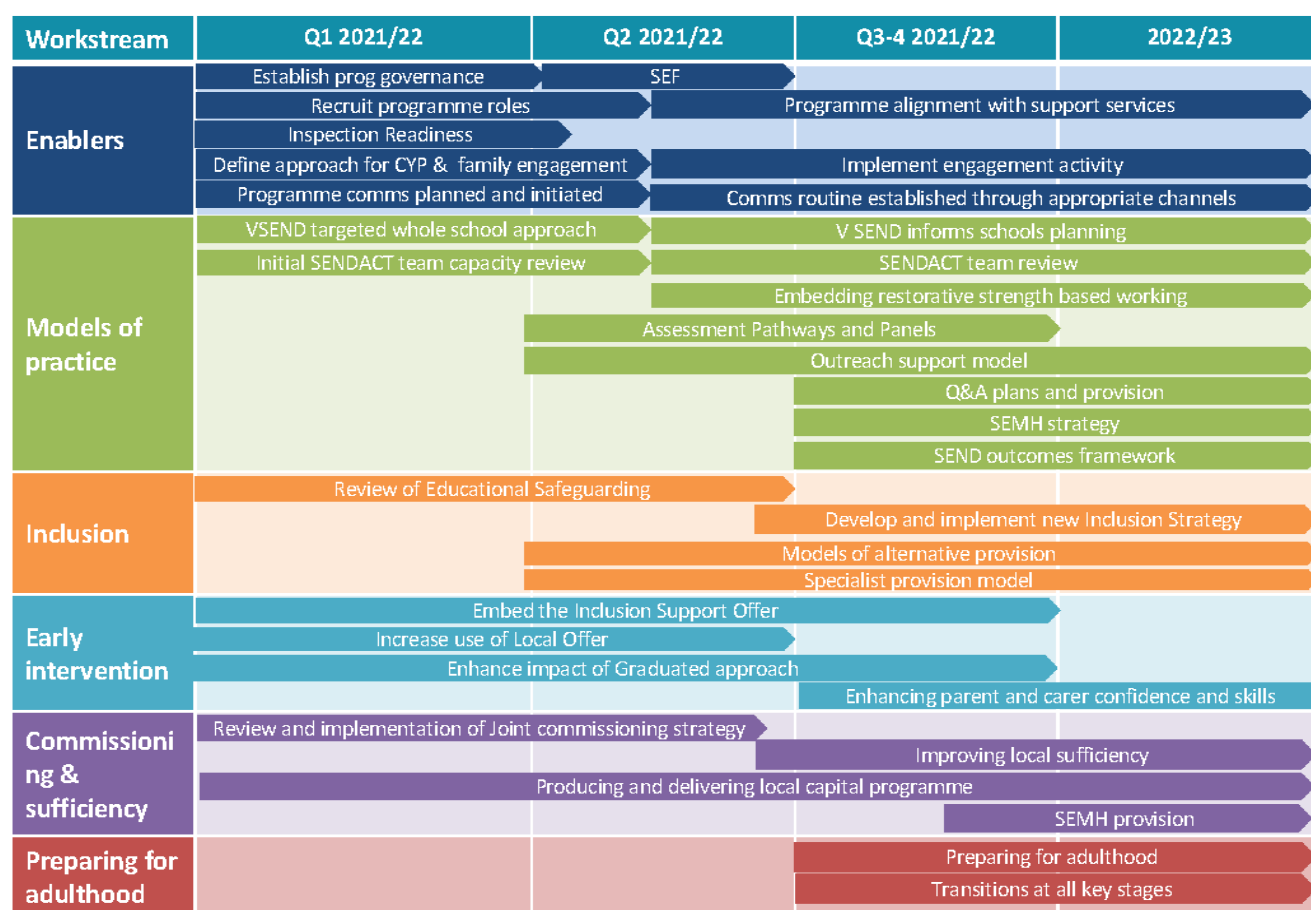 Workstream Q1 2021/22 Q2 2021/22 Q3-4 2021/22 2022/23
Enablers
Establish prog governance SEF
Recruit programme roles Programme alignment with support services
Inspection Readiness
Define approach for CYP & family engagement Implement engagement activity
Programme comms planned and initiated Comms routine established through appropriate channels
Models of
practice
VSEND targeted whole school approach V SEND informs schools planning
Initial SENDACT team capacity review SENDACT team review
Embedding restorative strength based working
Assessment Pathways and Panels
Outreach support model
Q&A plans and provision
SEMH strategy
SEND outcomes framework
Inclusion
Review of Educational Safeguarding
Develop and implement new Inclusion Strategy
Models of alternative provision
Specialist provision model
Early
intervention
Embed the Inclusion Support Offer
Increase use of Local Offer
Enhance impact of Graduated approach
Enhancing parent and carer confidence and skills
Commissioni
ng &
sufficiency
Review and implementation of Joint commissioning strategy
Improving local sufficiency
Producing and delivering local capital programme
SEMH provision
Preparing for
adulthood
Preparing for adulthood
Transitions at all key stages